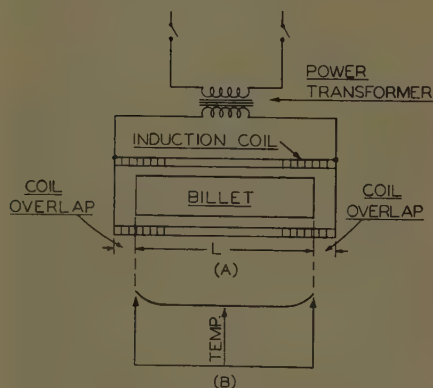 POWER
TRANSFORMER
INDUCTION COIL
COIL
OVERLAP
BILLET
COIL
OVERLAP
L
(A)
TEMP.
(B)